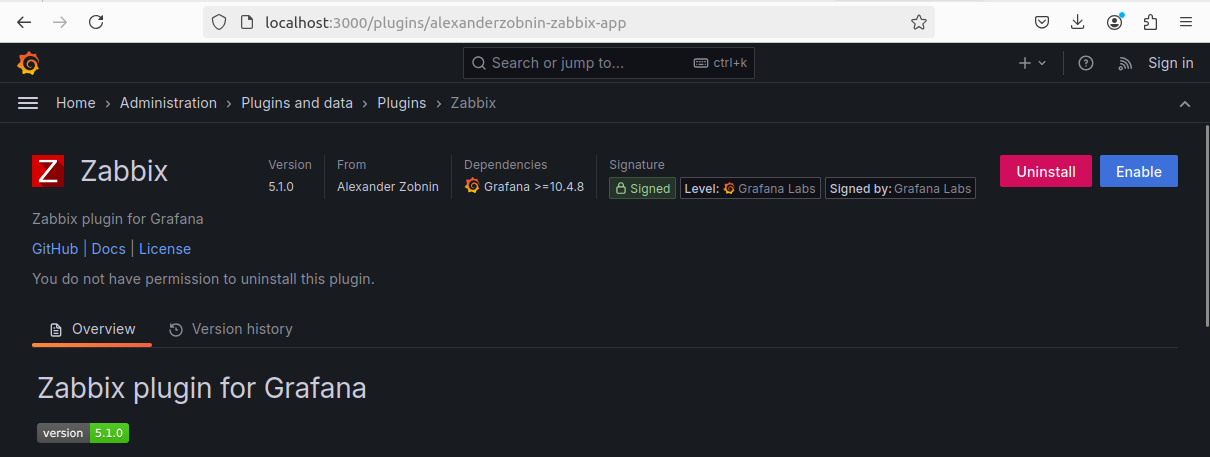 localhost:3000/plugins/alexanderzobnin-zabbix-app
Search or jump to... ctrl+k
Sign in
Home › Administration › Plugins and data › Plugins › Zabbix
Z Zabbix
Version
5.1.0
From
Alexander Zobnin
Dependencies
Grafana >=10.4.8
Signature
Signed
Level: Grafana Labs
Signed by: Grafana Labs
Uninstall
Enable
Zabbix plugin for Grafana
GitHub | Docs | License
You do not have permission to uninstall this plugin.
Overview
Version history
Zabbix plugin for Grafana
version 5.1.0